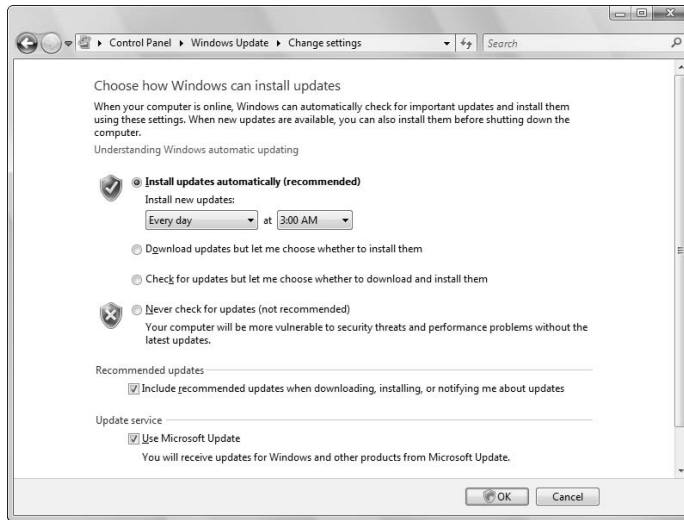 Control Panel ▸ Windows Update ▸ Change settings
Search
Choose how Windows can install updates
When your computer is online, Windows can automatically check for important updates and install them
using these settings. When new updates are available, you can also install them before shutting down the
computer.
Understanding Windows automatic updating
Install updates automatically (recommended)
Install new updates:
Every day at 3:00 AM
Download updates but let me choose whether to install them
Check for updates but let me choose whether to download and install them
Never check for updates (not recommended)
Your computer will be more vulnerable to security threats and performance problems without the
latest updates.
Recommended updates
Include recommended updates when downloading, installing, or notifying me about updates
Update service
Use Microsoft Update
You will receive updates for Windows and other products from Microsoft Update.
OK Cancel